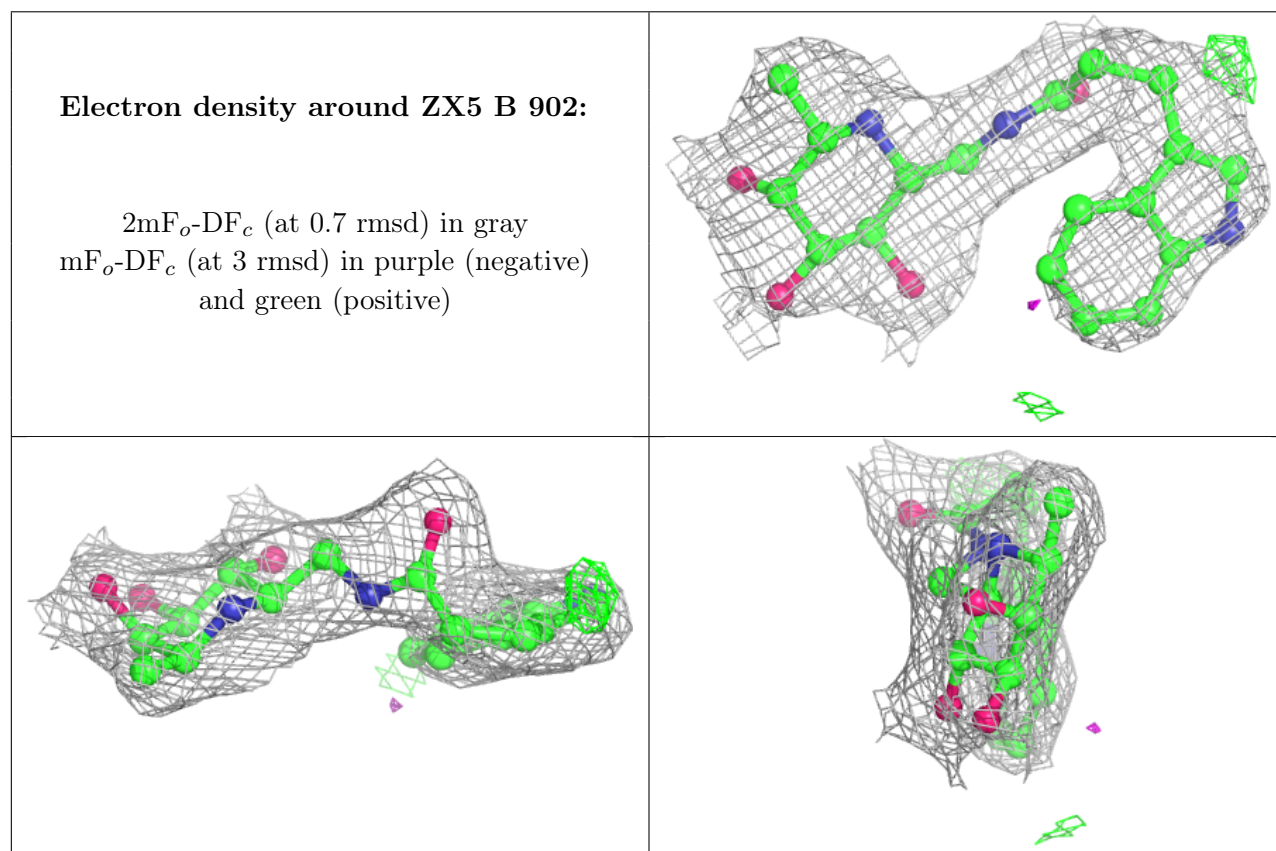 Electron density around ZX5 B 902:
2mFo-DFc (at 0.7 rmsd) in gray
mFo-DFc (at 3 rmsd) in purple (negative)
and green (positive)